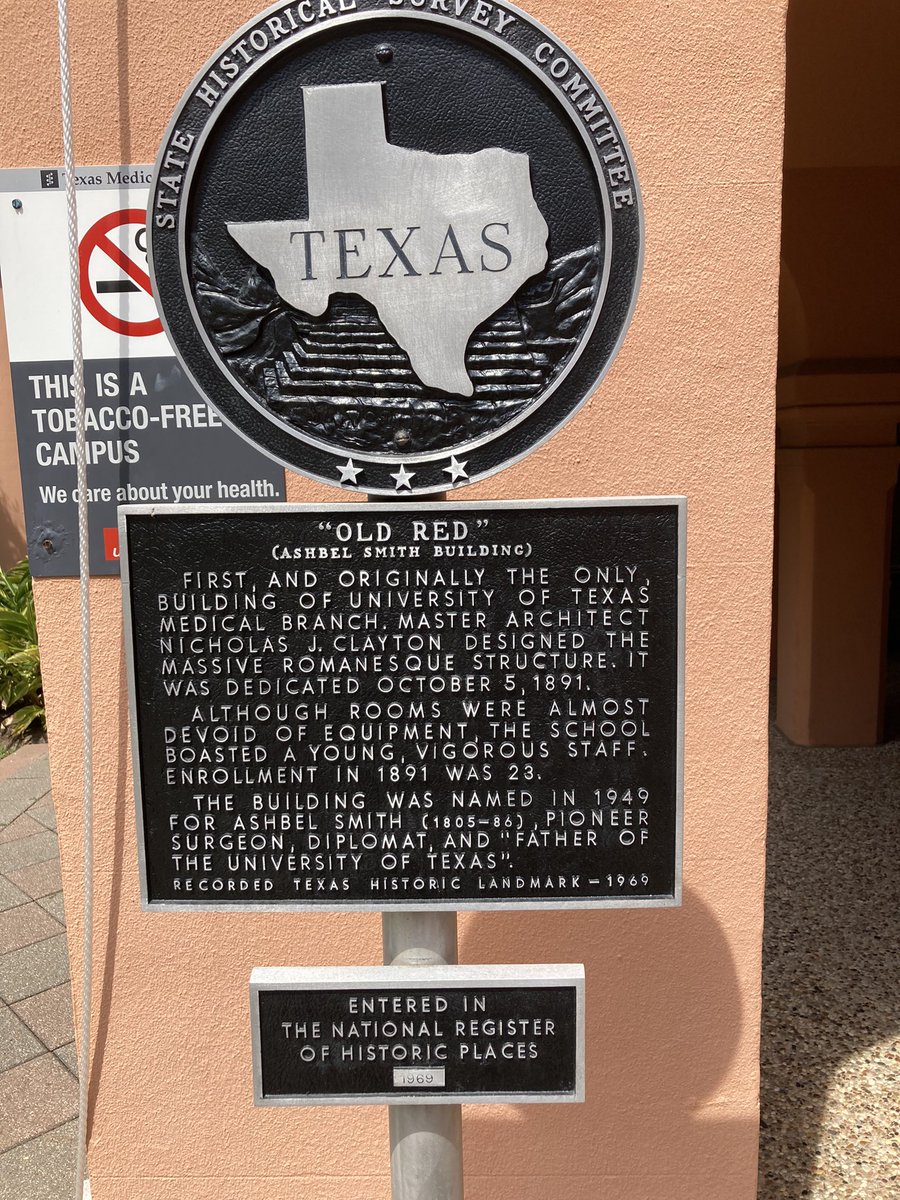 STATE HISTORICAL SURVEY COMMITTEE
TEXAS
Texas
THIS IS A
TOBACCO-FREE
CAMPUS
We care about your health.
"OLD RED"
(ASHBEL SMITH BUILDING)
FIRST, AND ORIGINALLY THE ONLY,
BUILDING OF UNIVERSITY OF TEXAS
MEDICAL BRANCH. MASTER ARCHITECT
NICHOLAS J. CLAYTON DESIGNED THE
MASSIVE ROMANESQUE STRUCTURE. IT
WAS DEDICATED OCTOBER 5, 1891.
ALTHOUGH ROOMS WERE ALMOST
DEVOID OF EQUIPMENT, THE SCHOOL
BOASTED A YOUNG, VIGOROUS STAFF.
ENROLLMENT IN 1891 WAS 23.
THE BUILDING WAS NAMED IN 1949
FOR ASHBEL SMITH (1805-86), PIONEER
SURGEON, DIPLOMAT, AND "FATHER OF
THE UNIVERSITY OF TEXAS".
RECORDED TEXAS HISTORIC LANDMARK-1969
ENTERED IN
THE NATIONAL REGISTER
OF HISTORIC PLACES
1969